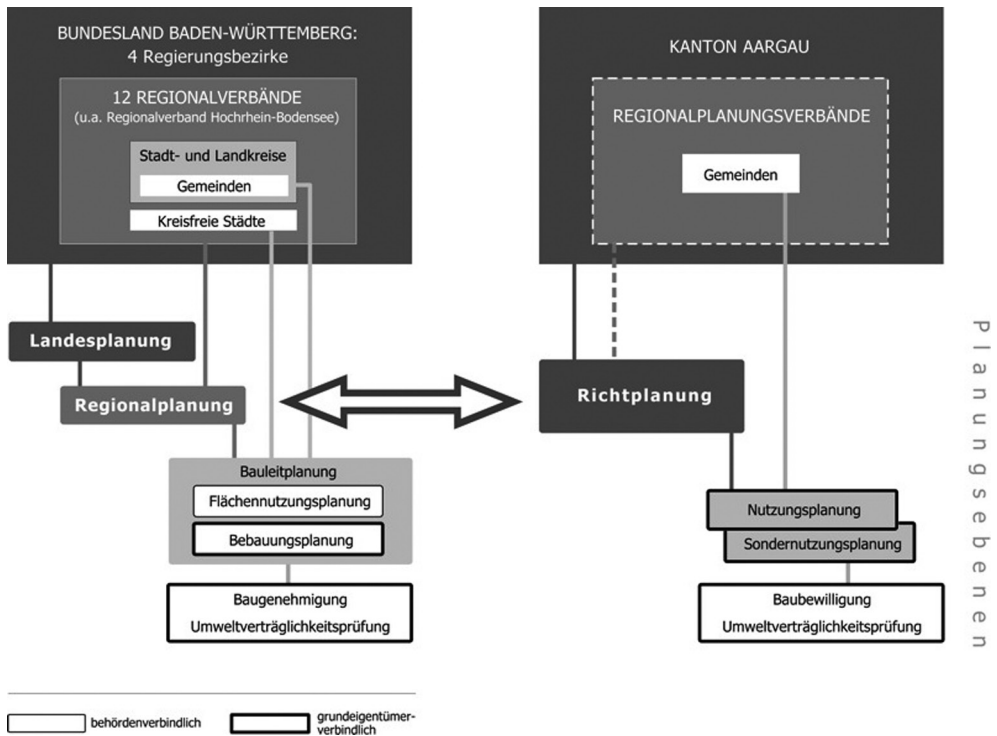 BUNDESLAND BADEN-WÜRTTEMBERG:
4 Regierungsbezirke
12 REGIONALVERBÄNDE
(u.a. Regionalverband Hochrhein-Bodensee)
Stadt- und Landkreise
Gemeinden
Kreisfreie Städte
Landesplanung
Regionalplanung
Bauleitplanung
Flächennutzungsplanung
Bebauungsplanung
Baugenehmigung
Umweltverträglichkeitsprüfung
KANTON AARGAU
REGIONALPLANUNGSVERBÄNDE
Gemeinden
Richtplanung
Nutzungsplanung
Sondernutzungsplanung
Baubewilligung
Umweltverträglichkeitsprüfung
Planungsebenen
behördenverbindlich
grundeigentümer-
verbindlich